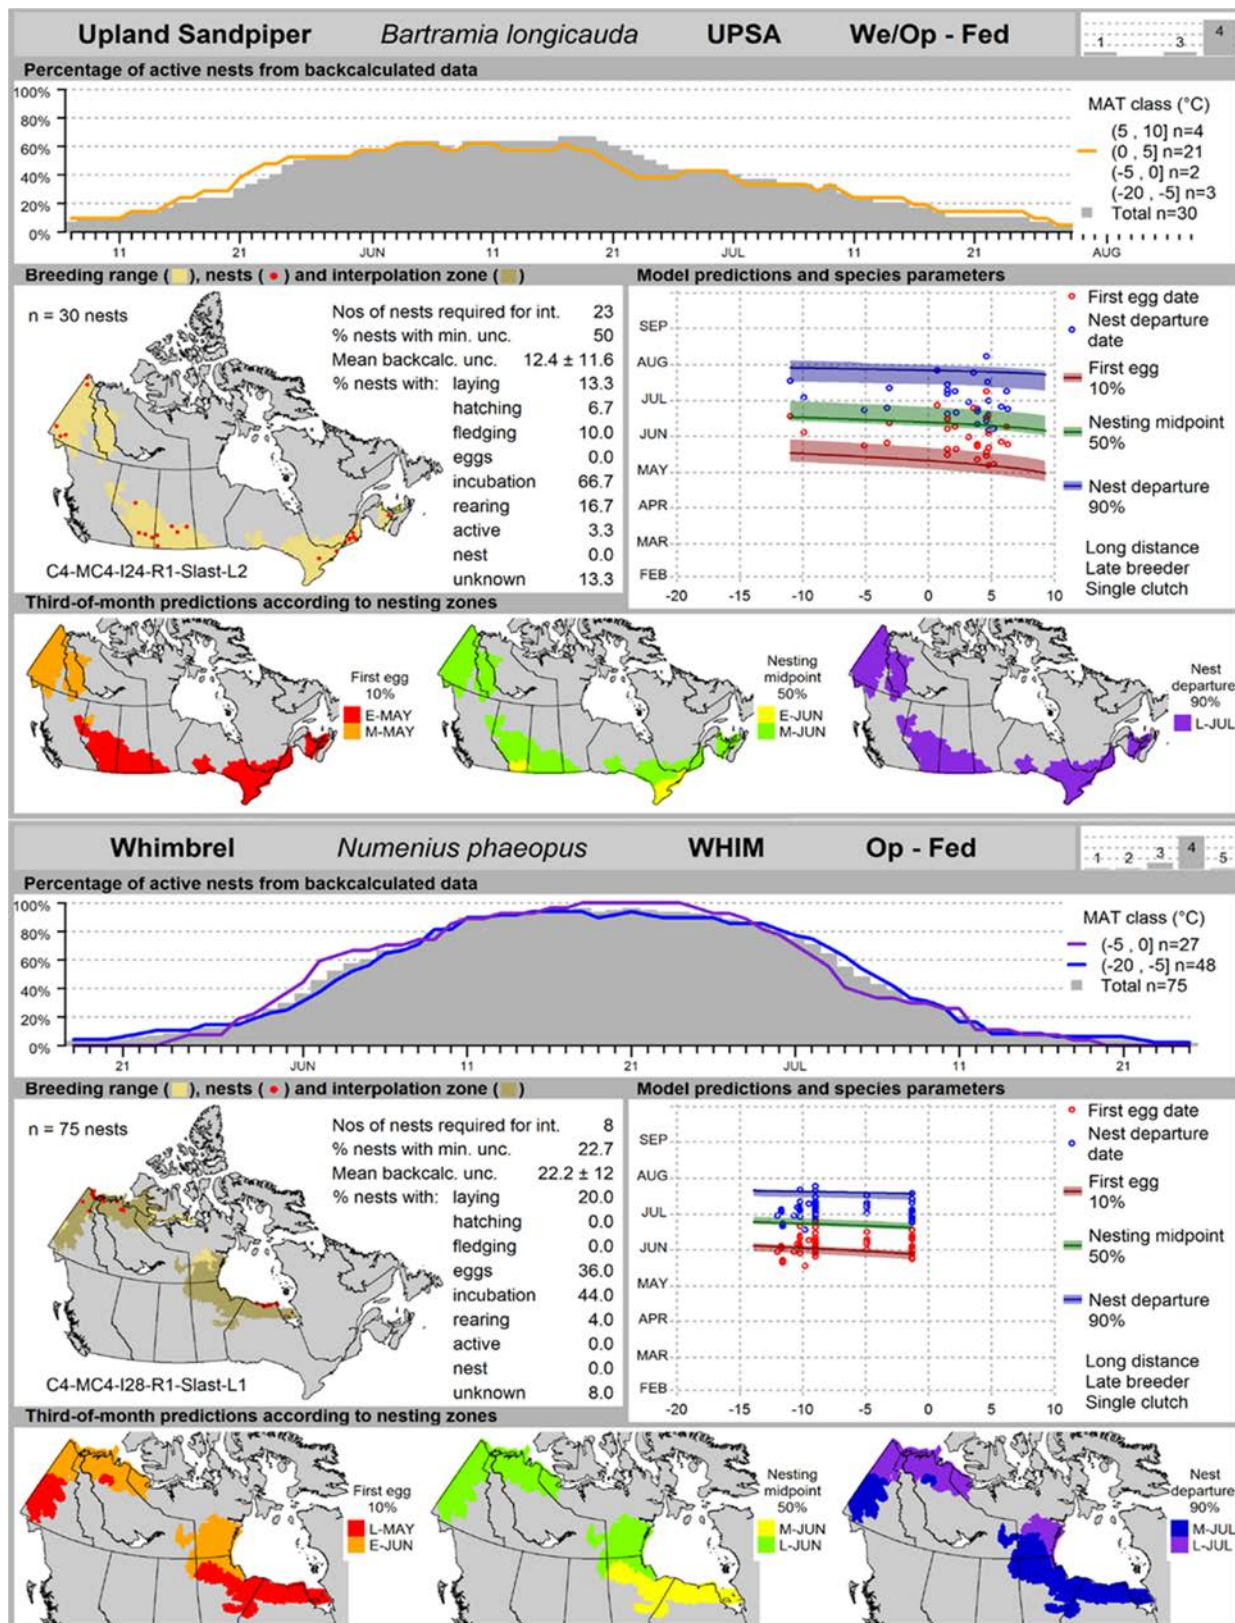 Upland Sandpiper Bartramia longicauda UPSA We/Op - Fed
1 3 4
Percentage of active nests from backcalculated data
100%
80%
60%
40%
20%
0%
11 21 JUN 11 21 JUL 11 21 AUG
MAT class (°C)
(5 , 10] n=4
(0 , 5] n=21
(-5 , 0] n=2
(-20 , -5] n=3
Total n=30
Breeding range ( ), nests ( ) and interpolation zone ( )
n = 30 nests
Nos of nests required for int. 23
% nests with min. unc. 50
Mean backcalc. unc. 12.4 ± 11.6
% nests with: laying 13.3
hatching 6.7
fledging 10.0
eggs 0.0
incubation 66.7
rearing 16.7
active 3.3
nest 0.0
unknown 13.3
C4-MC4-I24-R1-Slast-L2
Model predictions and species parameters
SEP
AUG
JUL
JUN
MAY
APR
MAR
FEB
-20 -15 -10 -5 0 5 10
First egg date
Nest departure
date
First egg
10%
Nesting midpoint
50%
Nest departure
90%
Long distance
Late breeder
Single clutch
Third-of-month predictions according to nesting zones
First egg
10%
E-MAY
M-MAY
Nesting
midpoint
50%
E-JUN
M-JUN
Nest
departure
90%
L-JUL
Whimbrel Numenius phaeopus WHIM Op - Fed
1 2 3 4 5
Percentage of active nests from backcalculated data
100%
80%
60%
40%
20%
0%
21 JUN 11 21 JUL 11 21
MAT class (°C)
(-5 , 0] n=27
(-20 , -5] n=48
Total n=75
Breeding range ( ), nests ( ) and interpolation zone ( )
n = 75 nests
Nos of nests required for int. 8
% nests with min. unc. 22.7
Mean backcalc. unc. 22.2 ± 12
% nests with: laying 20.0
hatching 0.0
fledging 0.0
eggs 36.0
incubation 44.0
rearing 4.0
active 0.0
nest 0.0
unknown 8.0
C4-MC4-I28-R1-Slast-L1
Model predictions and species parameters
SEP
AUG
JUL
JUN
MAY
APR
MAR
FEB
-20 -15 -10 -5 0 5 10
First egg date
Nest departure
date
First egg
10%
Nesting midpoint
50%
Nest departure
90%
Long distance
Late breeder
Single clutch
Third-of-month predictions according to nesting zones
First egg
10%
L-MAY
E-JUN
Nesting
midpoint
50%
M-JUN
L-JUN
Nest
departure
90%
M-JUL
L-JUL